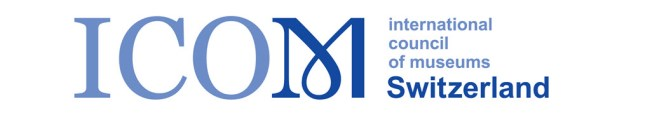 ICOM
international
council
of museums
Switzerland